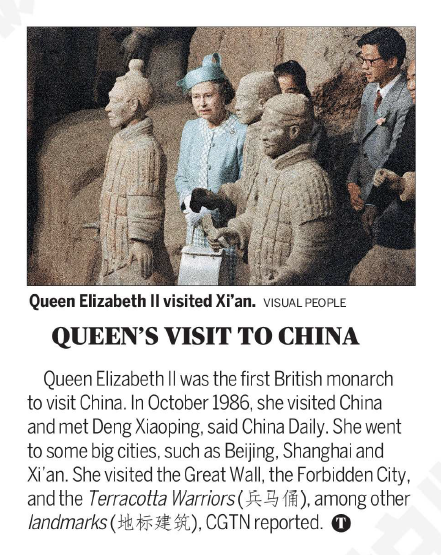 Queen Elizabeth II visited Xi'an. VISUAL PEOPLE
QUEEN'S VISIT TO CHINA
Queen Elizabeth II was the first British monarch
to visit China. In October 1986, she visited China
and met Deng Xiaoping, said China Daily. She went
to some big cities, such as Beijing, Shanghai and
Xi'an. She visited the Great Wall, the Forbidden City,
and the Terracotta Warriors (兵马俑), among other
landmarks (地标建筑), CGTN reported. T